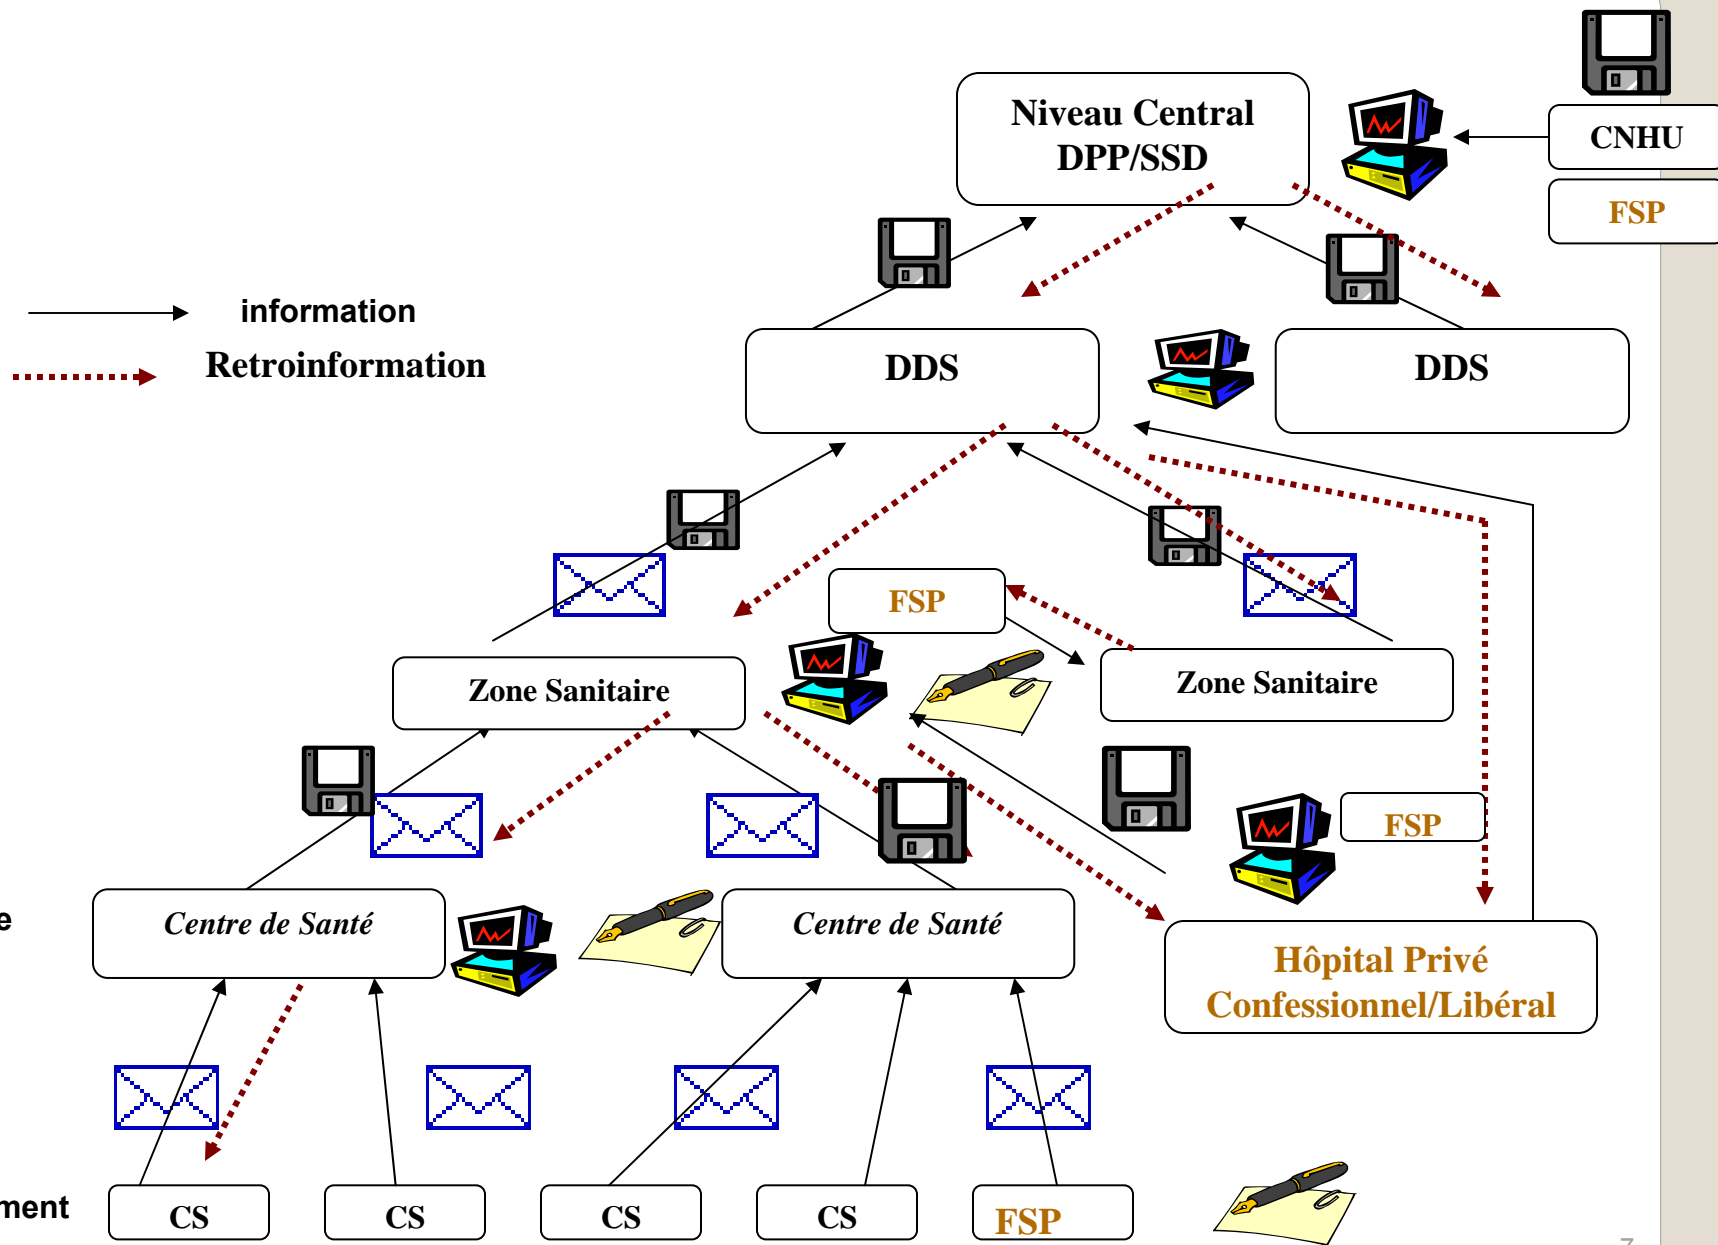 Niveau Central
DPP/SSD
CNHU
FSP
information
Retroinformation
DDS
DDS
FSP
Zone Sanitaire
Zone Sanitaire
FSP
Centre de Santé
Centre de Santé
Hôpital Privé
Confessionnel/Libéral
CS
CS
CS
CS
FSP